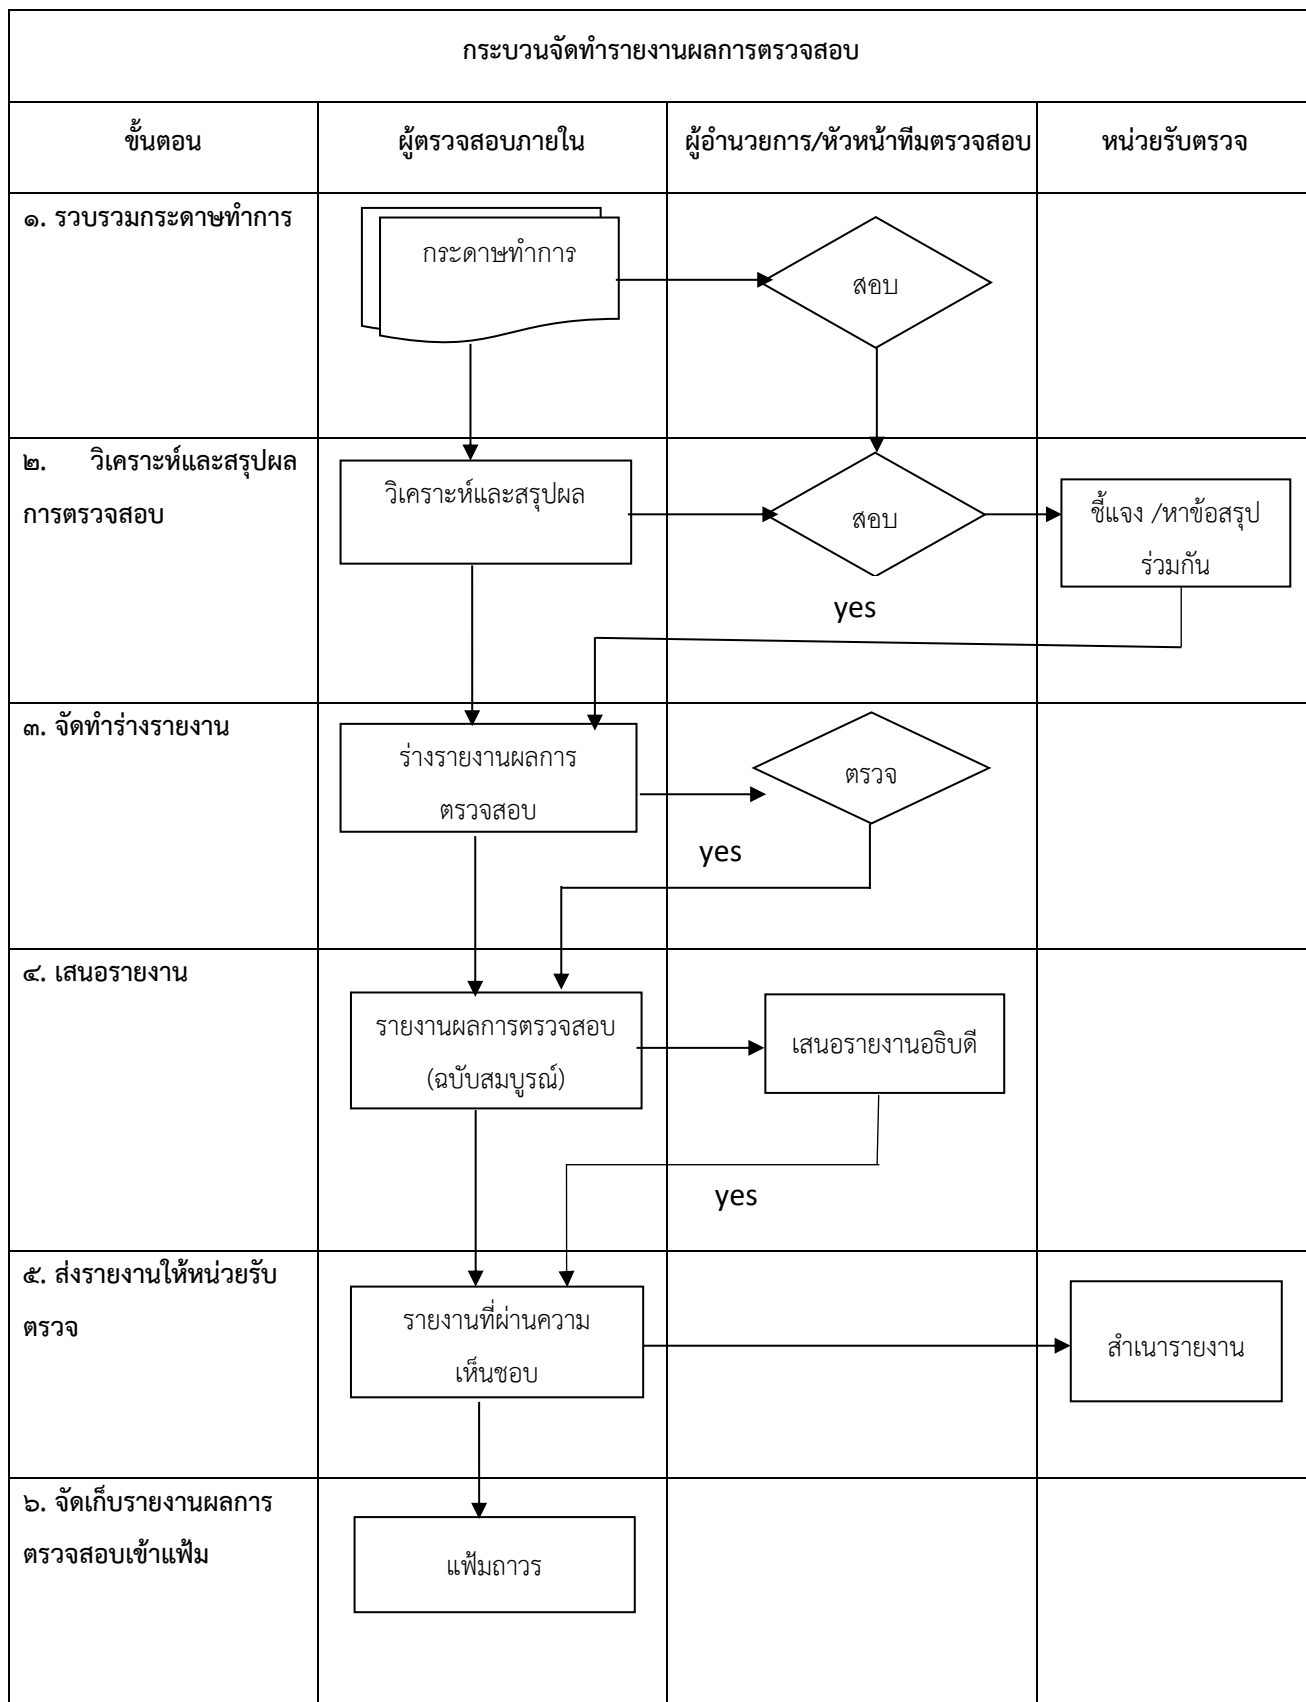 กระบวนจัดทำรายงานผลการตรวจสอบ
ขั้นตอน
ผู้ตรวจสอบภายใน
ผู้อำนวยการ/หัวหน้าทีมตรวจสอบ
หน่วยรับตรวจ
๑. รวบรวมกระดาษทำการ
กระดาษทำการ
สอบ
๒. วิเคราะห์และสรุปผล
การตรวจสอบ
วิเคราะห์และสรุปผล
สอบ
ชี้แจง /หาข้อสรุป
ร่วมกัน
yes
๓. จัดทำร่างรายงาน
ร่างรายงานผลการ
ตรวจสอบ
ตรวจ
yes
๔. เสนอรายงาน
รายงานผลการตรวจสอบ
(ฉบับสมบูรณ์)
เสนอรายงานอธิบดี
yes
๕. ส่งรายงานให้หน่วยรับ
ตรวจ
รายงานที่ผ่านความ
เห็นชอบ
สำเนารายงาน
๖. จัดเก็บรายงานผลการ
ตรวจสอบเข้าแฟ้ม
แฟ้มถาวร